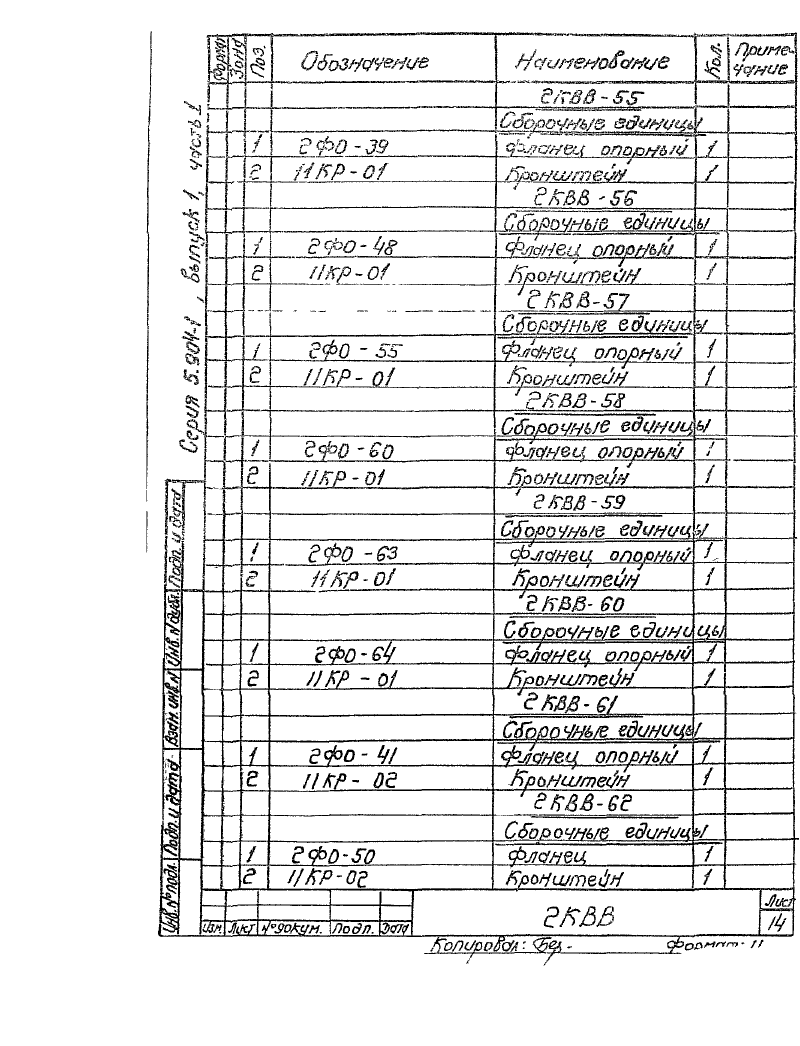 Форм. Зона Поз. Обозначение Наименование Кол. Примечание
2КВВ-55
Сборочные единицы
1 2ФО-39 Фланец опорный 1
2 11КР-01 Кронштейн 1
2КВВ-56
Сборочные единицы
1 2ФО-48 Фланец опорный 1
2 11КР-01 Кронштейн 1
2КВВ-57
Сборочные единицы
1 2ФО-55 Фланец опорный 1
2 11КР-01 Кронштейн 1
2КВВ-58
Сборочные единицы
1 2ФО-60 Фланец опорный 1
2 11КР-01 Кронштейн 1
2КВВ-59
Сборочные единицы
1 2ФО-63 Фланец опорный 1
2 11КР-01 Кронштейн 1
2КВВ-60
Сборочные единицы
1 2ФО-64 Фланец опорный 1
2 11КР-01 Кронштейн 1
2КВВ-61
Сборочные единицы
1 2ФО-41 Фланец опорный 1
2 11КР-02 Кронштейн 1
2КВВ-62
Сборочные единицы
1 2ФО-50 Фланец 1
2 11КР-02 Кронштейн 1
Серия 5.904-1, Выпуск 1, часть 1
Инв.№подл. Подп. и дата Взам. инв.№ Инв.№дубл. Подп. и дата
Изм. Лист №докум. Подп. Дата
2КВВ
Лист
14
Копировал: Бел.- Формат 11